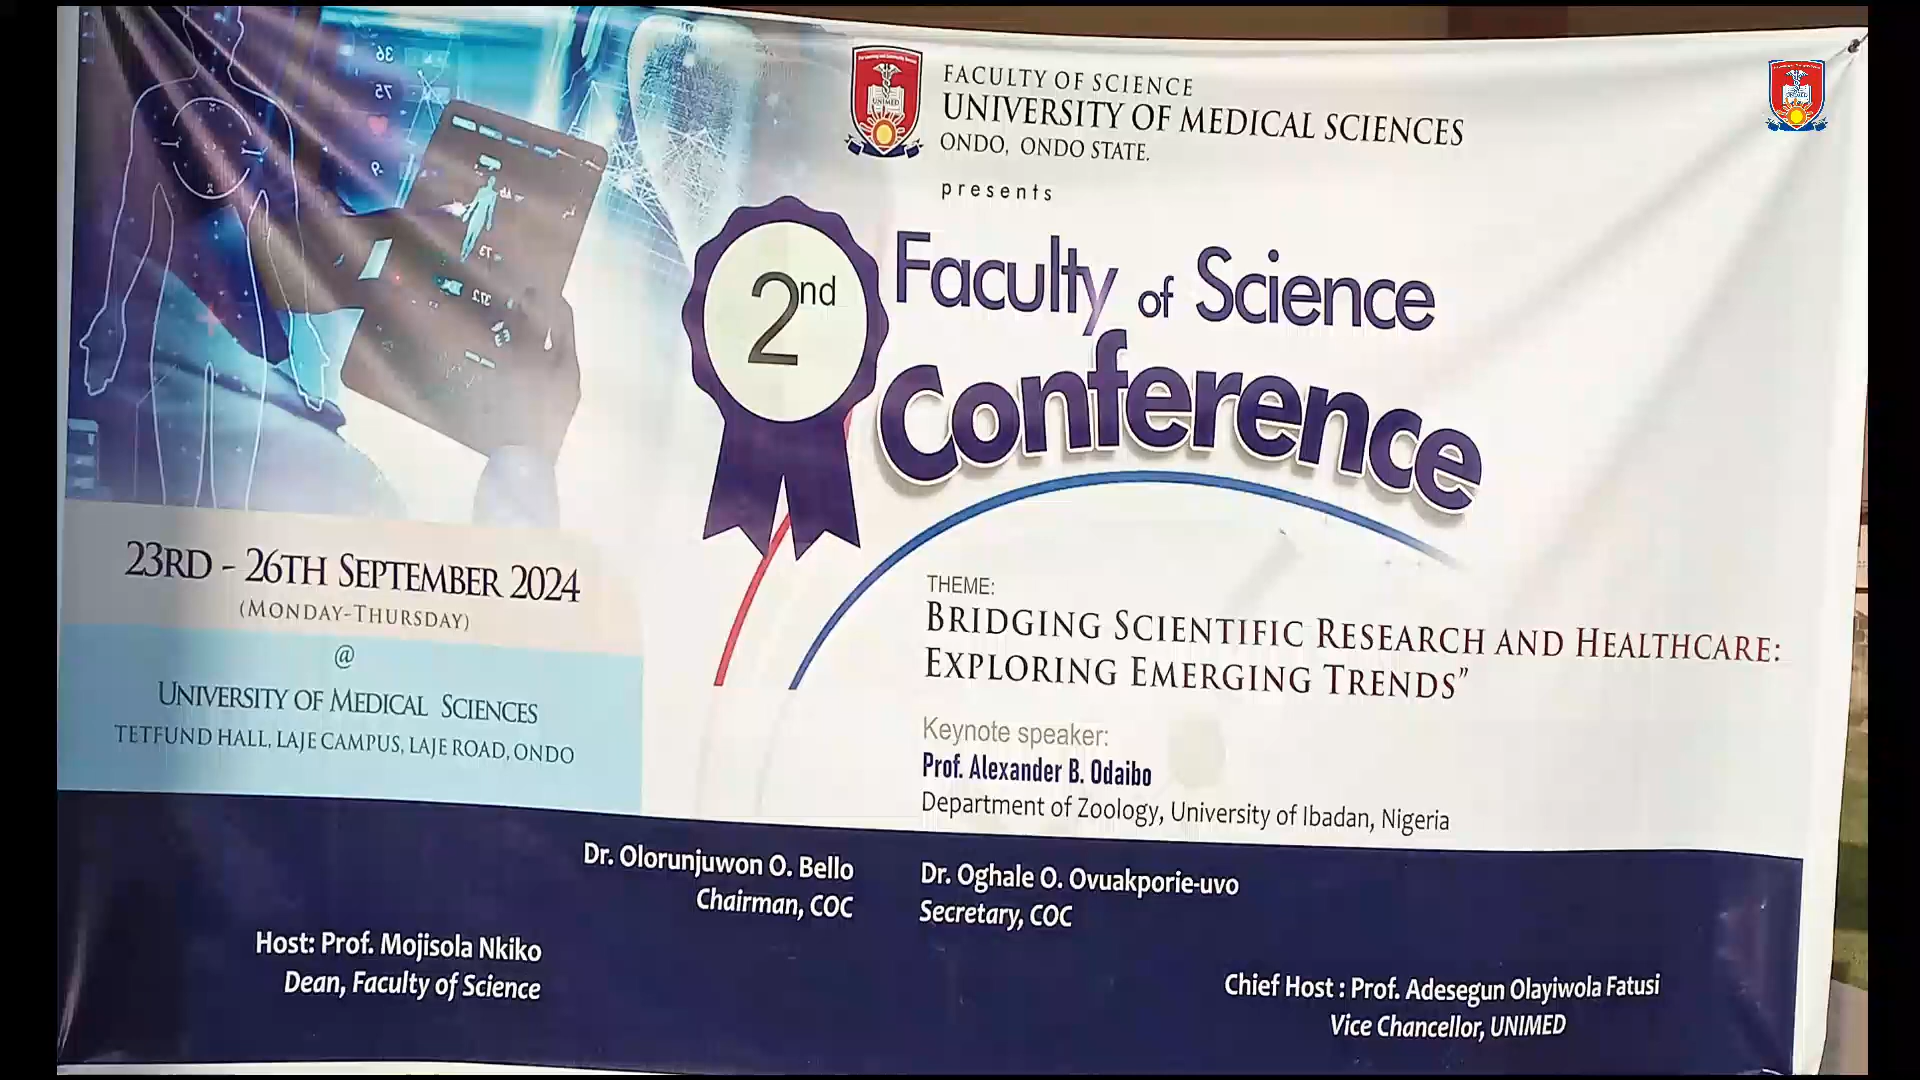 FACULTY OF SCIENCE
UNIVERSITY OF MEDICAL SCIENCES
ONDO, ONDO STATE.
presents
2nd
Faculty of Science
Conference
36
75
UNIMED
23RD - 26TH SEPTEMBER 2024
(MONDAY-THURSDAY)
@
UNIVERSITY OF MEDICAL SCIENCES
TETFUND HALL, LAJE CAMPUS, LAJE ROAD, ONDO
THEME:
BRIDGING SCIENTIFIC RESEARCH AND HEALTHCARE:
EXPLORING EMERGING TRENDS”
Keynote speaker:
Prof. Alexander B. Odaibo
Department of Zoology, University of Ibadan, Nigeria
Dr. Olorunjuwon O. Bello
Chairman, COC
Dr. Oghale O. Ovuakporie-uvo
Secretary, COC
Host: Prof. Mojisola Nkiko
Dean, Faculty of Science
Chief Host : Prof. Adesegun Olayiwola Fatusi
Vice Chancellor, UNIMED